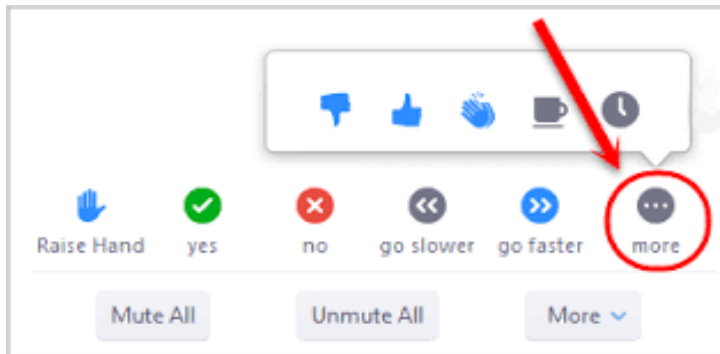 Raise Hand yes no go slower go faster more
Mute All Unmute All More